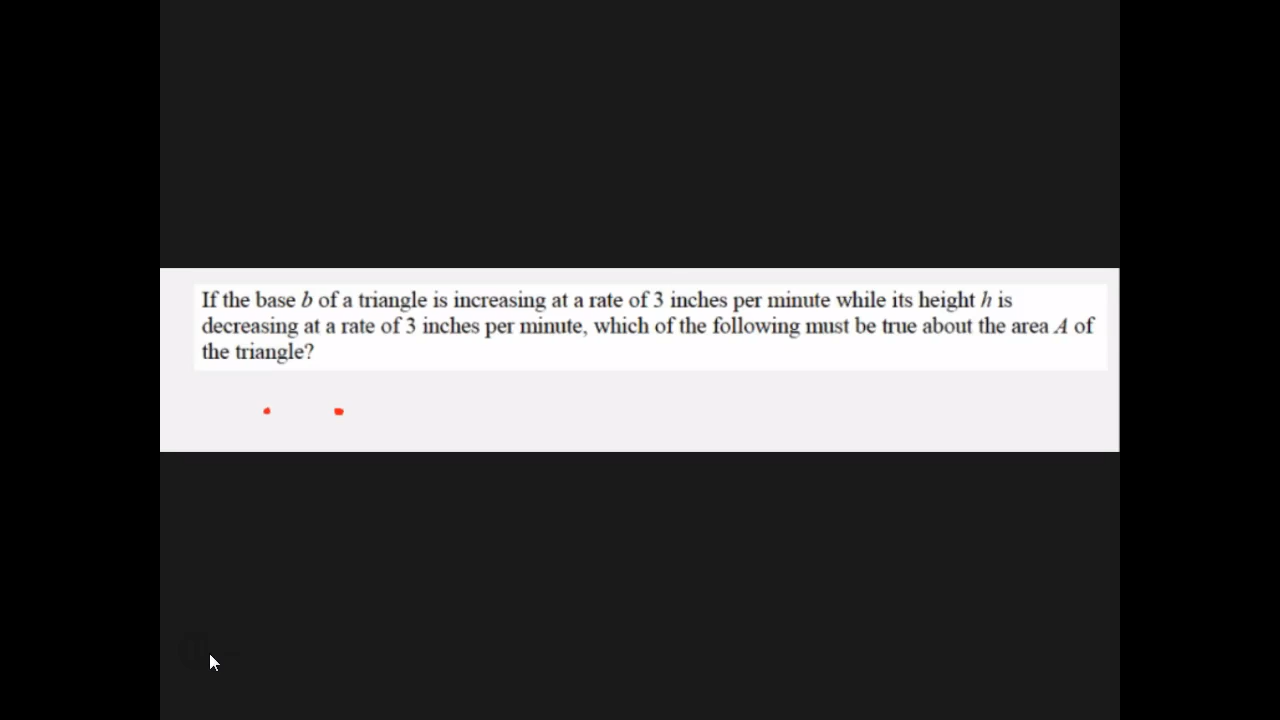 If the base b of a triangle is increasing at a rate of 3 inches per minute while its height h is
decreasing at a rate of 3 inches per minute, which of the following must be true about the area A of
the triangle?